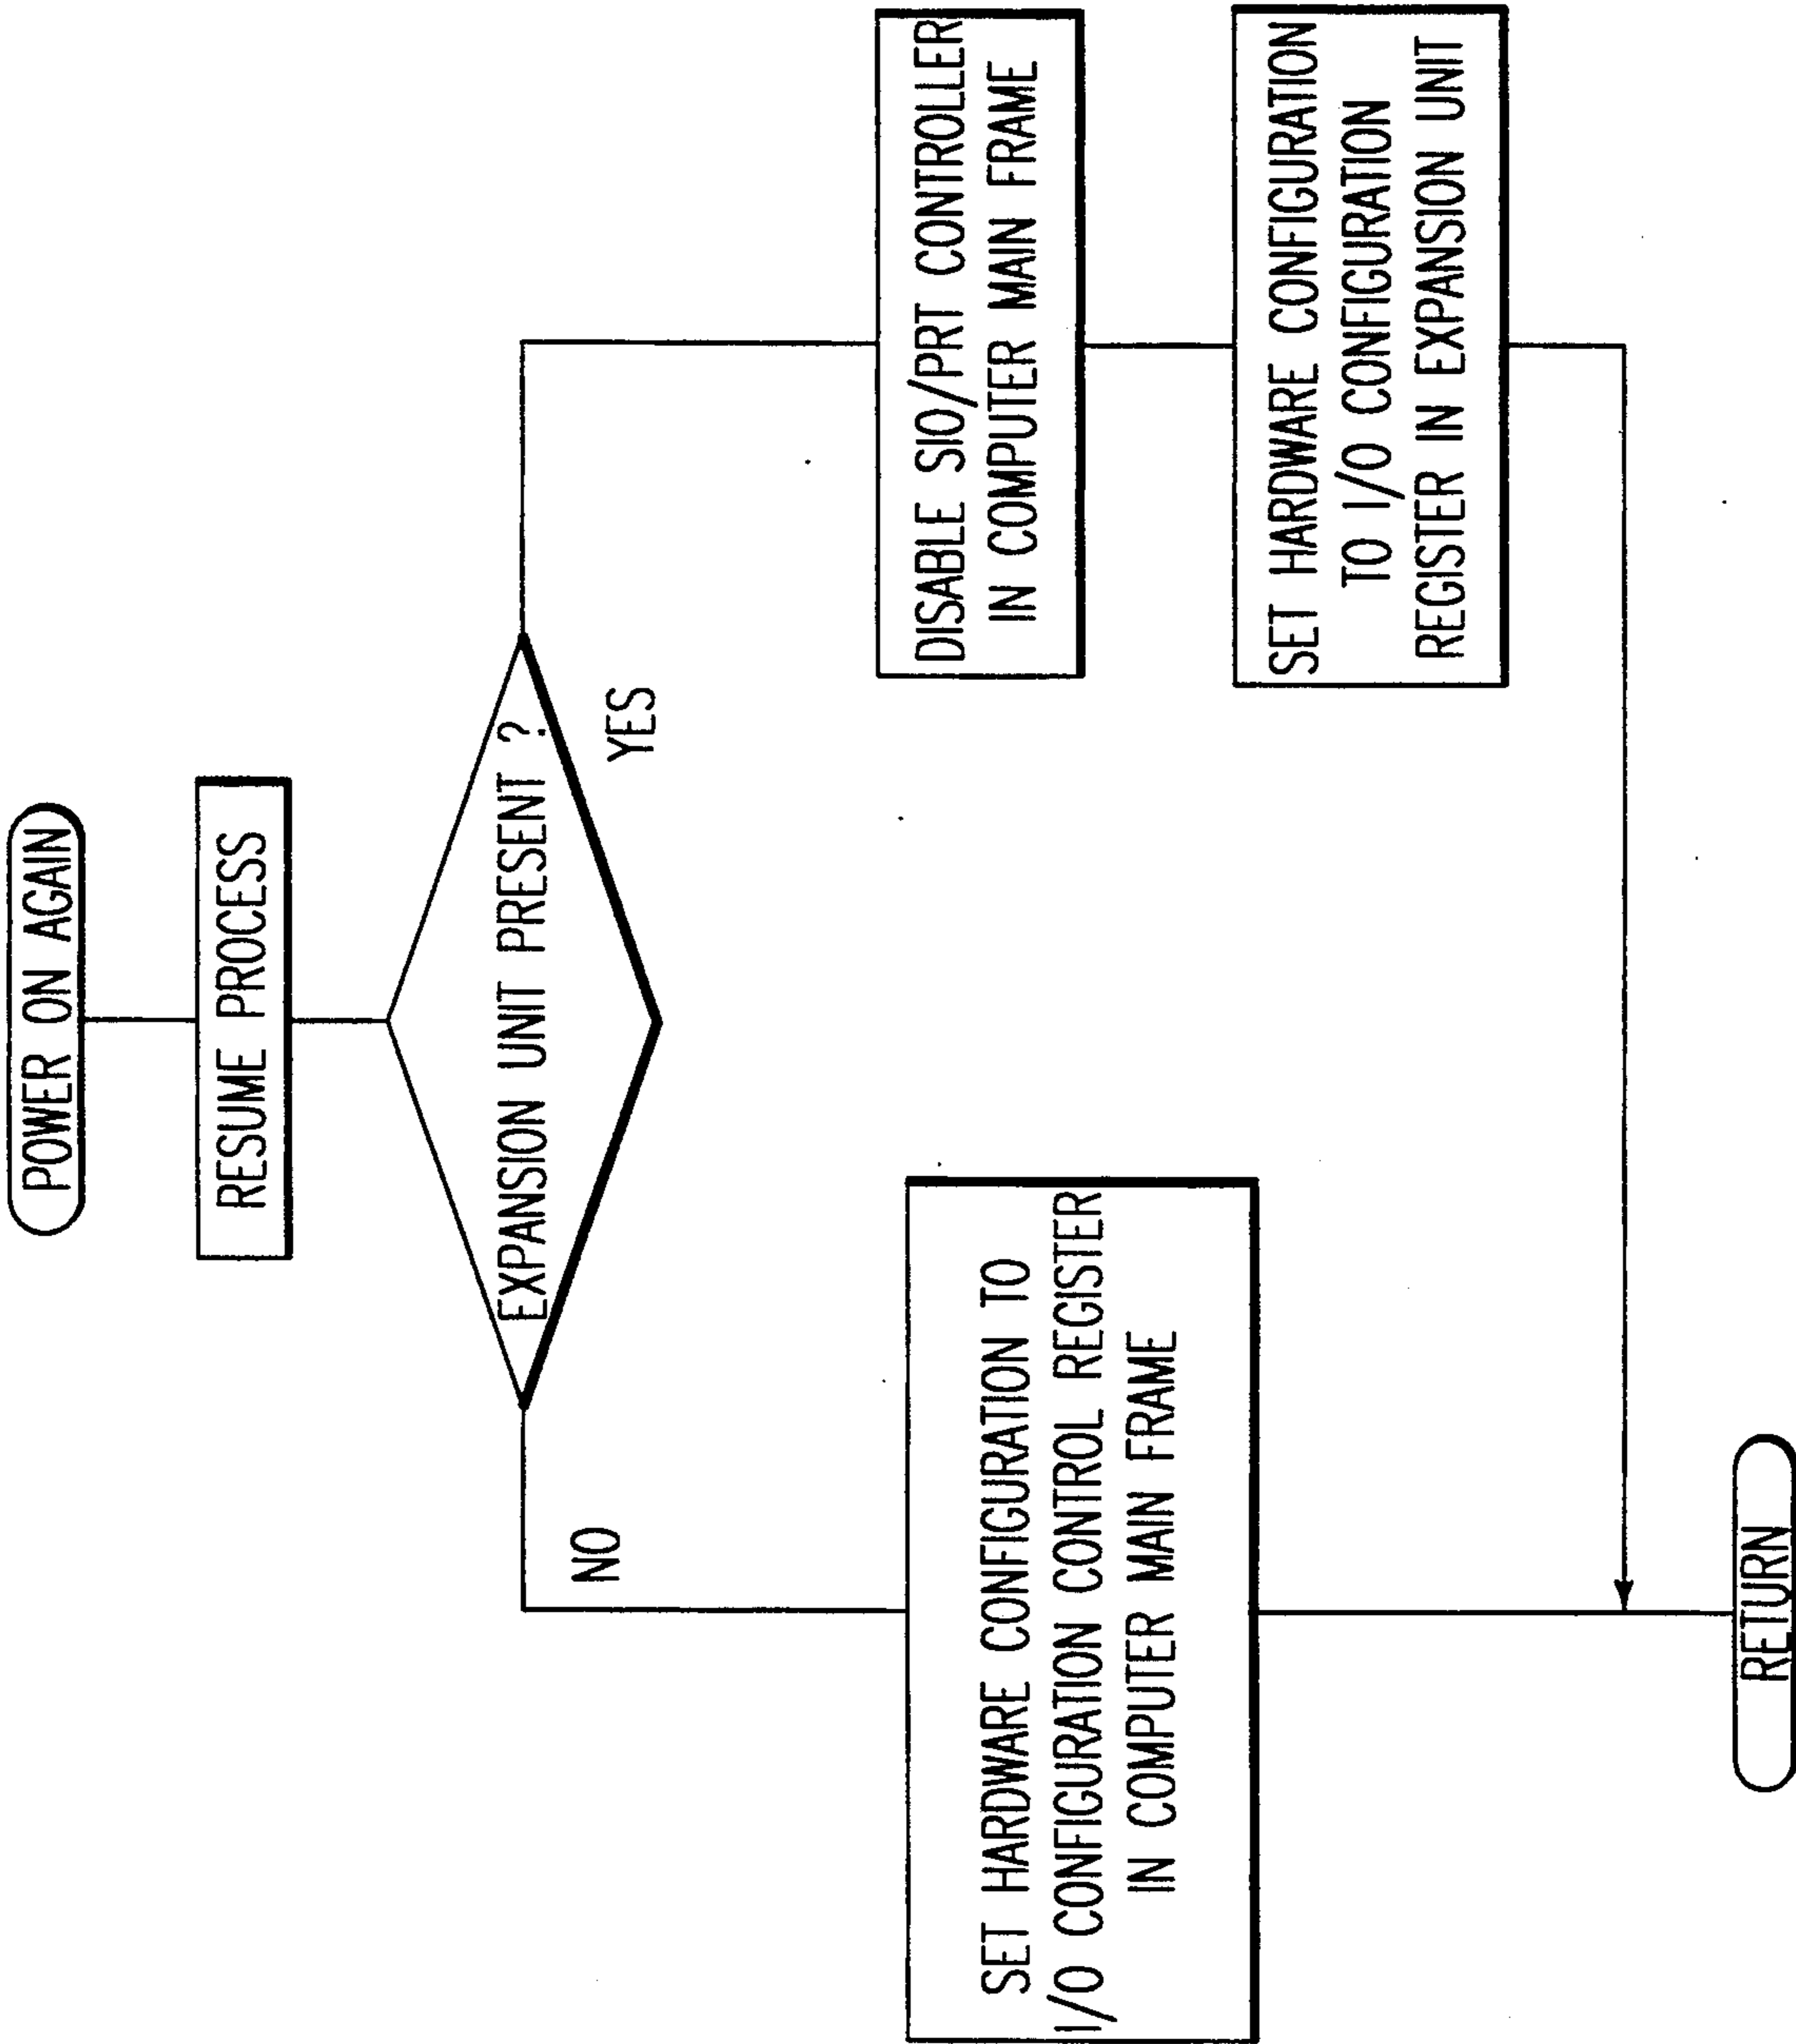 POWER ON AGAIN
RESUME PROCESS
EXPANSION UNIT PRESENT ?
NO
YES
SET HARDWARE CONFIGURATION TO
I/O CONFIGURATION CONTROL REGISTER
IN COMPUTER MAIN FRAME
DISABLE SIO/PRT CONTROLLER
IN COMPUTER MAIN FRAME
SET HARDWARE CONFIGURATION
TO I/O CONFIGURATION
REGISTER IN EXPANSION UNIT
RETURN